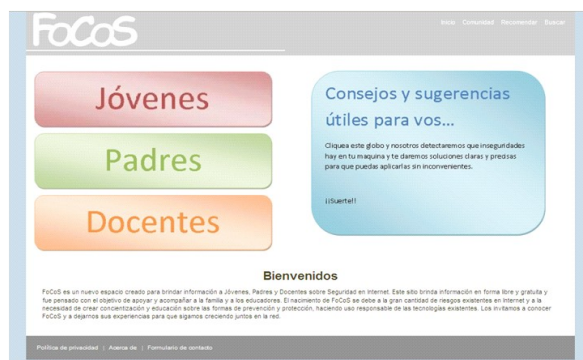 FoCoS
Inicio Comunidad Recomendar Buscar
Jóvenes
Padres
Docentes
Consejos y sugerencias
útiles para vos...
Cliquea este globo y nosotros detectaremos que inseguridades
hay en tu maquina y te daremos soluciones claras y precisas
para que puedas aplicarlas sin inconvenientes.
¡¡Suerte!!
Bienvenidos
FoCoS es un nuevo espacio creado para brindar información a Jóvenes, Padres y Docentes sobre Seguridad en Internet. Este sitio brinda información en forma libre y gratuita y
fue pensado con el objetivo de apoyar y acompañar a la familia y a los educadores. El nacimiento de FoCoS se debe a la gran cantidad de riesgos existentes en Internet y a la
necesidad de crear concientización y educación sobre las formas de prevención y protección, haciendo uso responsable de las tecnologías existentes. Los invitamos a conocer
FoCoS y a dejarnos sus experiencias para que sigamos creciendo juntos en la red.
Política de privacidad | Acerca de | Formulario de contacto